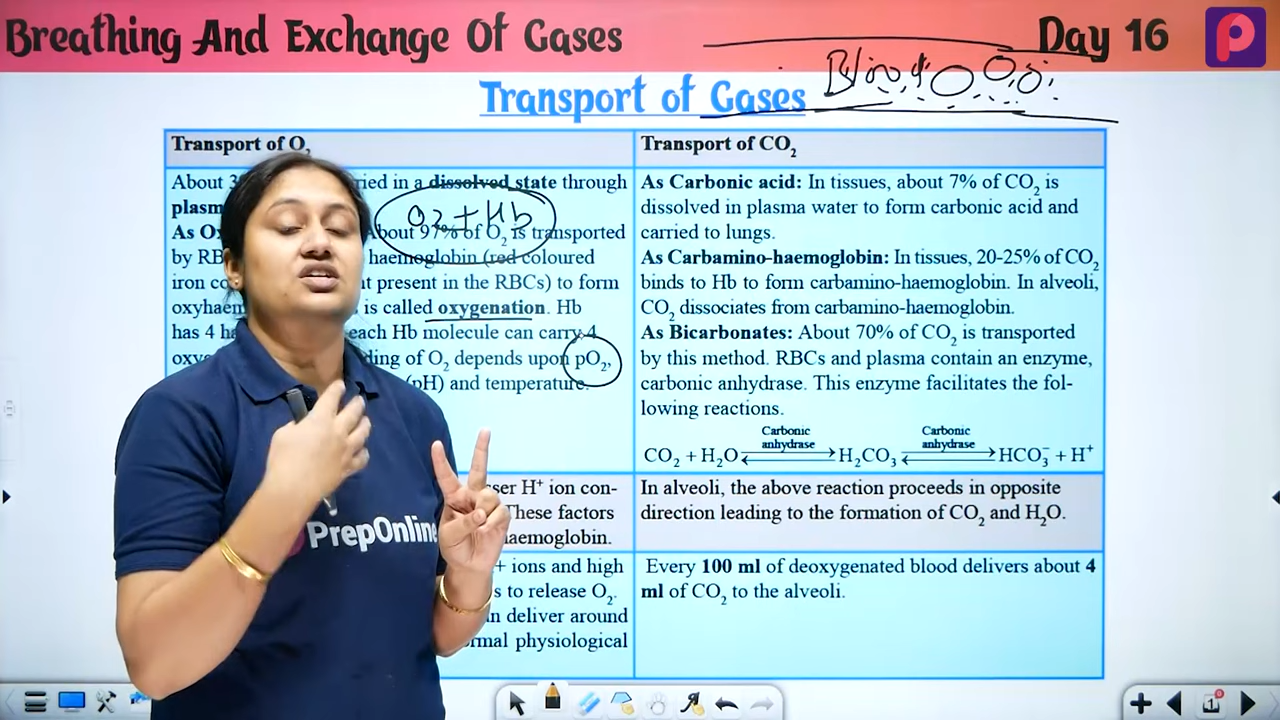 Breathing And Exchange Of Gases
Day 16
Blood
Transport of Gases
Transport of O₂
About 3 ried in a dissolved state through
plasm
O2 + Hb
As Ox About 97% of O₂ is transported
by RB haemoglobin (red coloured
iron co t present in the RBCs) to form
oxyhaem is called oxygenation. Hb
has 4 ha each Hb molecule can carry 4
oxyg ding of O₂ depends upon pO₂,
(pH) and temperature.
sser H⁺ ion con-
These factors
aemoglobin.
+ ions and high
s to release O₂.
n deliver around
rmal physiological
Transport of CO₂
As Carbonic acid: In tissues, about 7% of CO₂ is
dissolved in plasma water to form carbonic acid and
carried to lungs.
As Carbamino-haemoglobin: In tissues, 20-25% of CO₂
binds to Hb to form carbamino-haemoglobin. In alveoli,
CO₂ dissociates from carbamino-haemoglobin.
As Bicarbonates: About 70% of CO₂ is transported
by this method. RBCs and plasma contain an enzyme,
carbonic anhydrase. This enzyme facilitates the fol-
lowing reactions.
Carbonic anhydrase Carbonic anhydrase
CO₂ + H₂O ⇌ H₂CO₃ ⇌ HCO₃⁻ + H⁺
In alveoli, the above reaction proceeds in opposite
direction leading to the formation of CO₂ and H₂O.
Every 100 ml of deoxygenated blood delivers about 4
ml of CO₂ to the alveoli.
PrepOnline
1